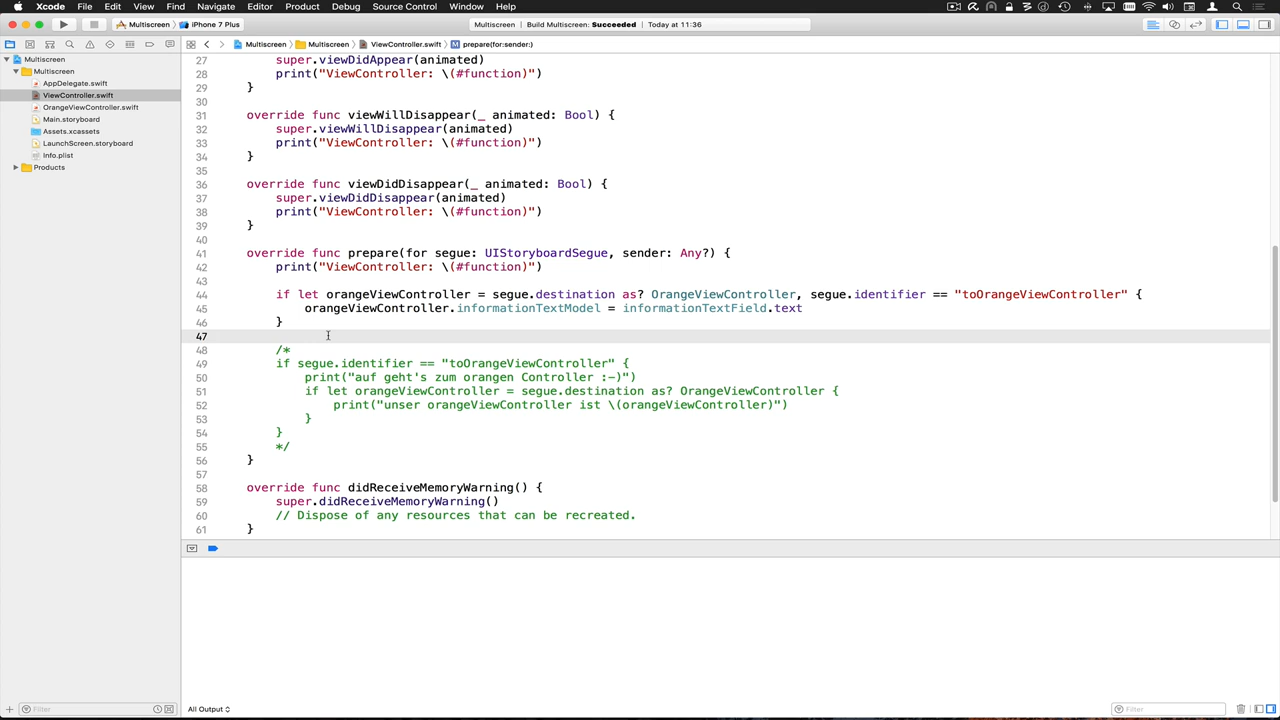 Xcode File Edit View Find Navigate Editor Product Debug Source Control Window Help
Multiscreen iPhone 7 Plus Multiscreen Build Multiscreen: Succeeded Today at 11:36
Multiscreen Multiscreen ViewController.swift M prepare(for:sender:)
Multiscreen
Multiscreen
AppDelegate.swift
ViewController.swift
OrangeViewController.swift
Main.storyboard
Assets.xcassets
LaunchScreen.storyboard
Info.plist
Products
27 super.viewDidAppear(animated)
28 print("ViewController: \(#function)")
29 }
30
31 override func viewWillDisappear(_ animated: Bool) {
32 super.viewWillDisappear(animated)
33 print("ViewController: \(#function)")
34 }
35
36 override func viewDidDisappear(_ animated: Bool) {
37 super.viewDidDisappear(animated)
38 print("ViewController: \(#function)")
39 }
40
41 override func prepare(for segue: UIStoryboardSegue, sender: Any?) {
42 print("ViewController: \(#function)")
43
44 if let orangeViewController = segue.destination as? OrangeViewController, segue.identifier == "toOrangeViewController" {
45 orangeViewController.informationTextModel = informationTextField.text
46 }
47
48 /*
49 if segue.identifier == "toOrangeViewController" {
50 print("auf geht's zum orangen Controller :-)")
51 if let orangeViewController = segue.destination as? OrangeViewController {
52 print("unser orangeViewController ist \(orangeViewController)")
53 }
54 }
55 */
56 }
57
58 override func didReceiveMemoryWarning() {
59 super.didReceiveMemoryWarning()
60 // Dispose of any resources that can be recreated.
61 }
Filter All Output Filter